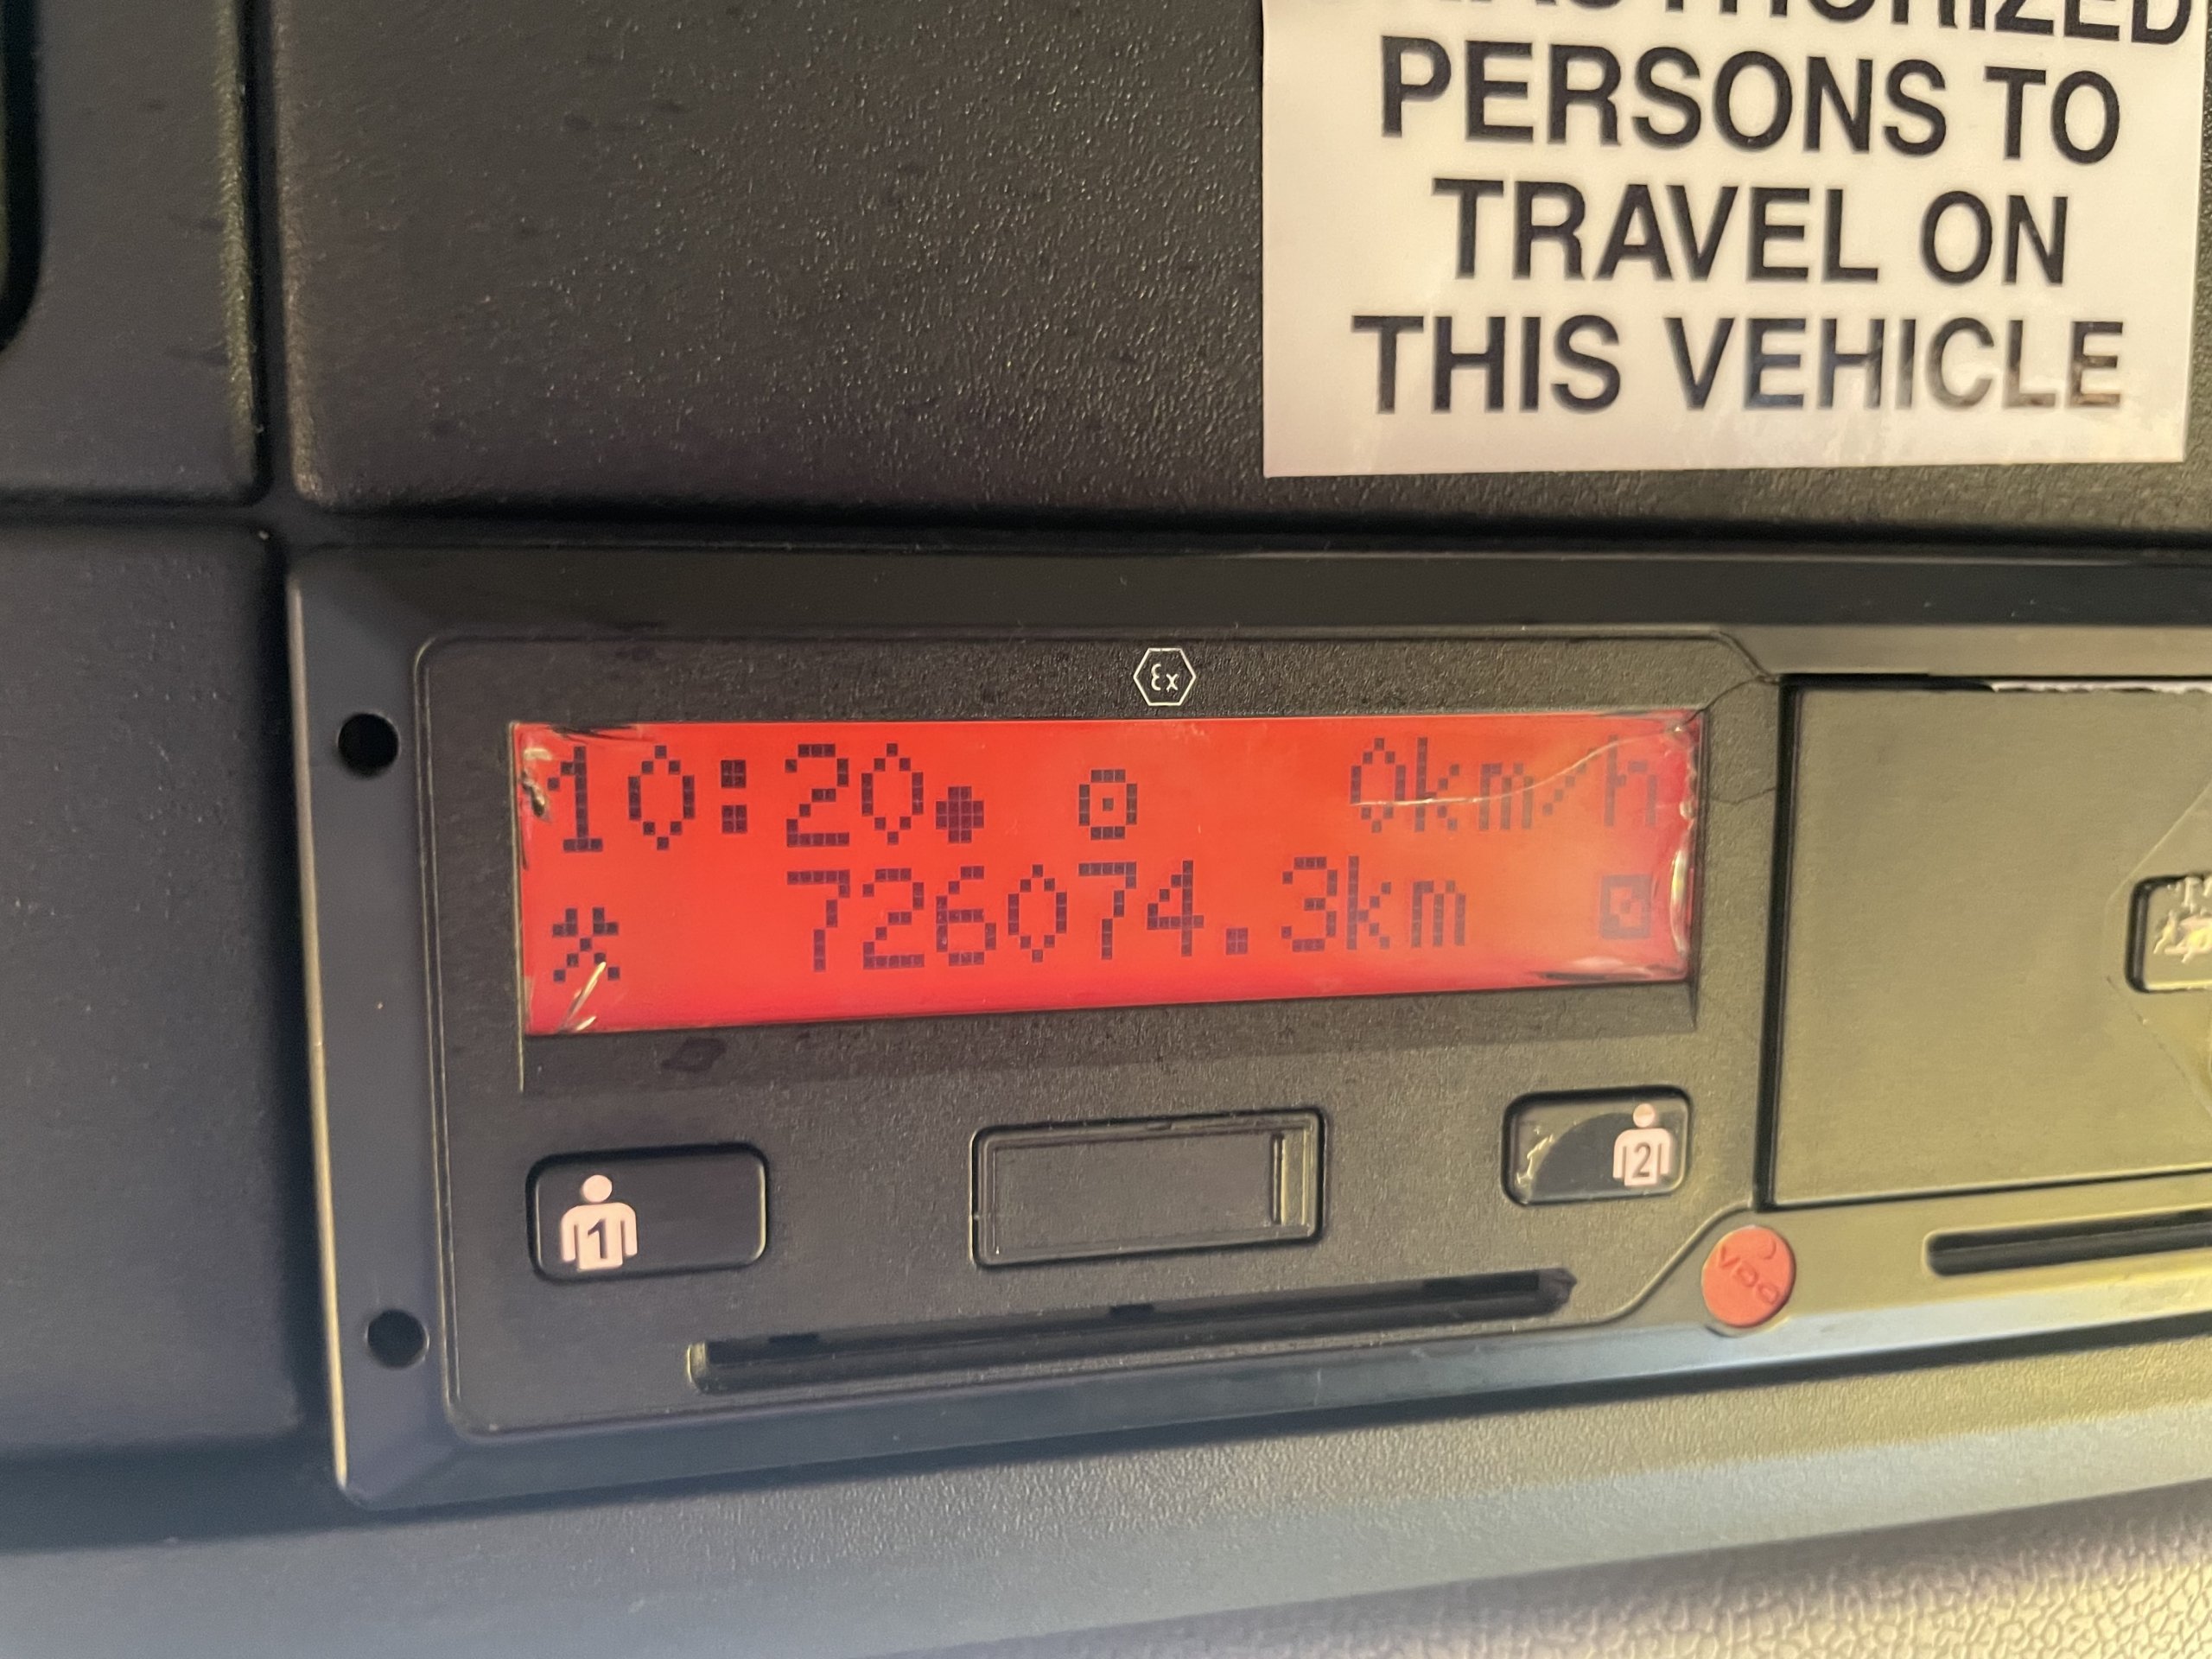 PERSONS TO
TRAVEL ON
THIS VEHICLE
Ex
10:20 0km/h
726074.3km
1
2
VDO